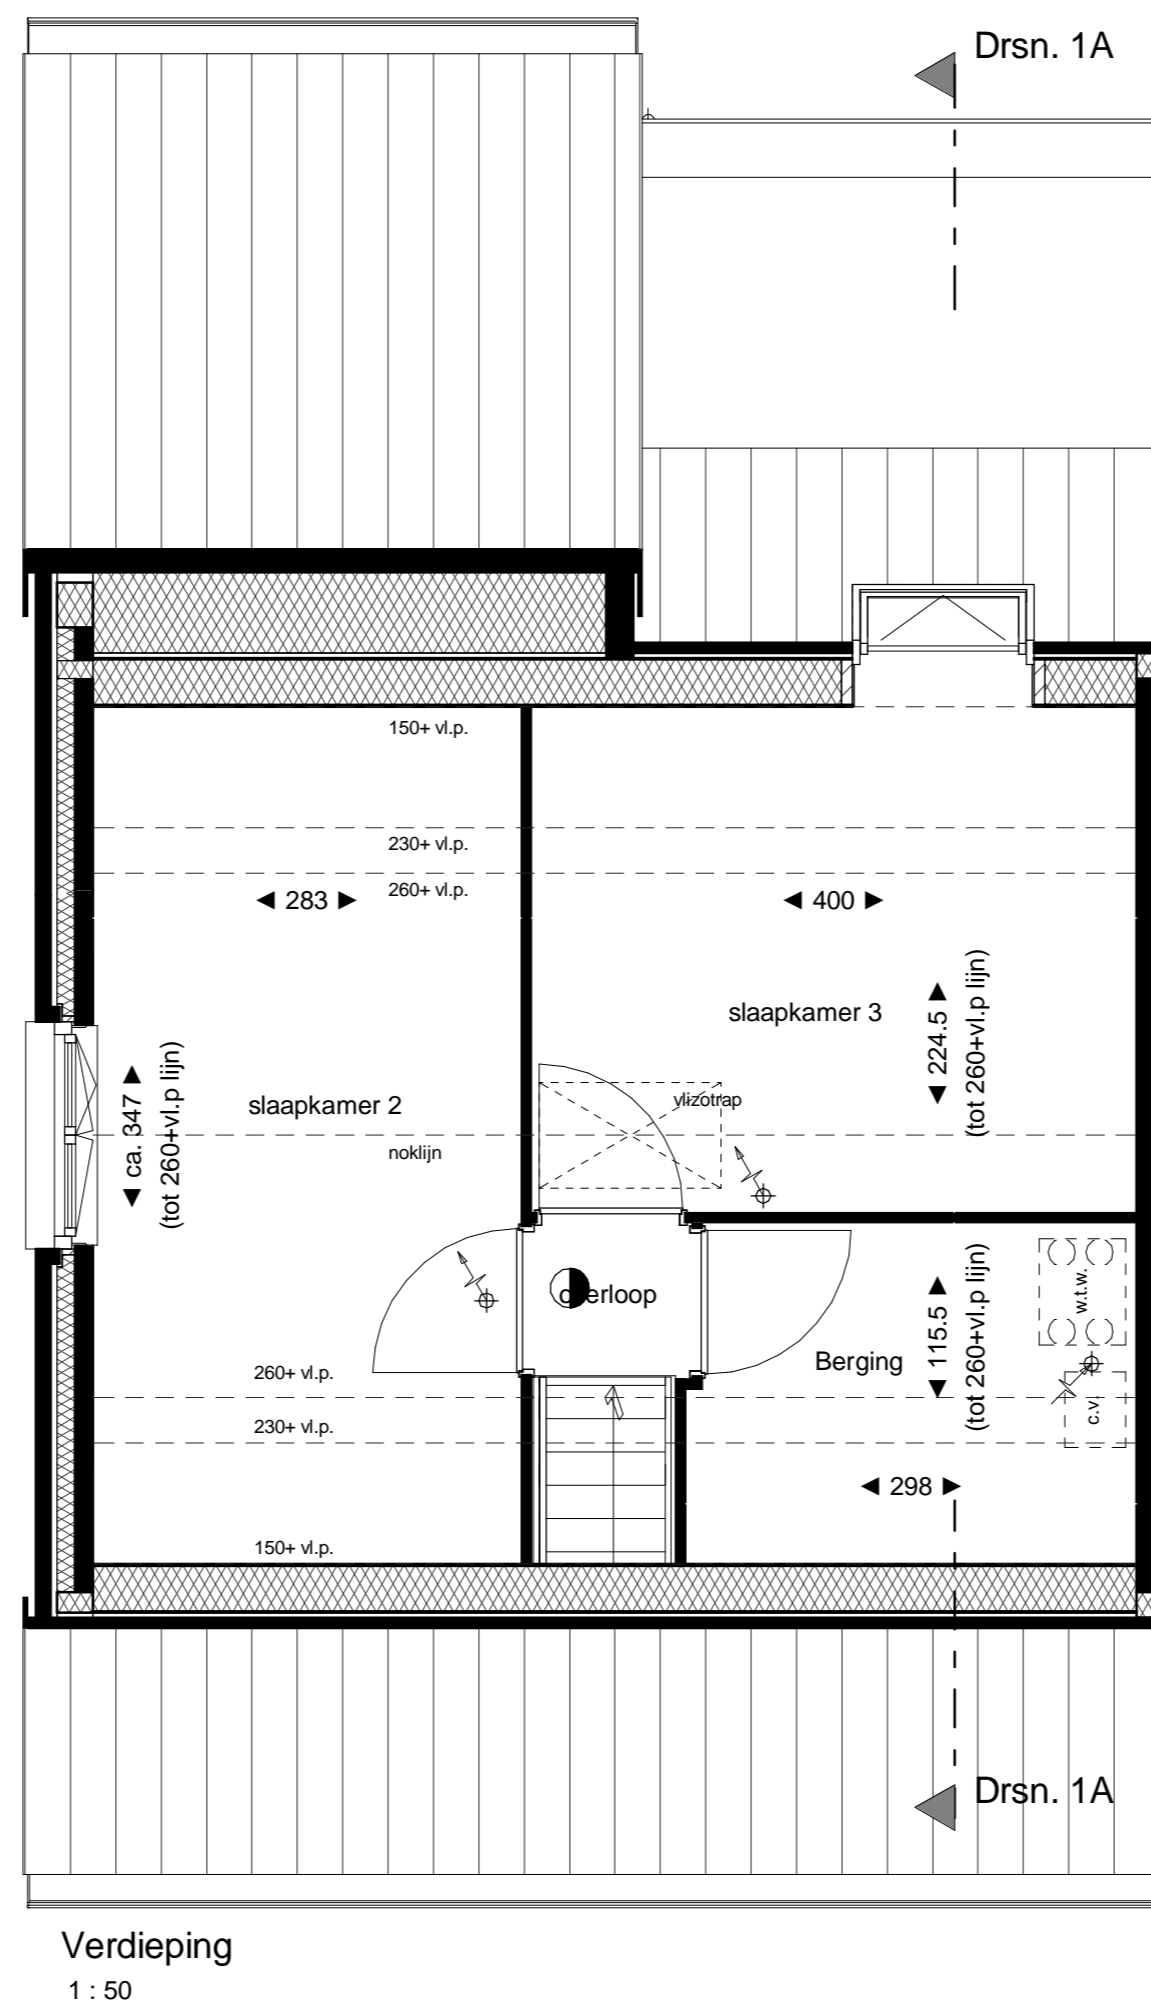 Drsn. 1A
150+ vl.p.
230+ vl.p.
260+ vl.p.
◄ 283 ►
◄ 400 ►
slaapkamer 3
◄ 224.5 ►
(tot 260+vl.p lijn)
◄ ca. 347 ►
(tot 260+vl.p lijn)
slaapkamer 2
vlizotrap
noklijn
overloop
w.t.w.
Berging
◄ 115.5 ►
(tot 260+vl.p lijn)
c.v.
260+ vl.p.
230+ vl.p.
◄ 298 ►
150+ vl.p.
Drsn. 1A
Verdieping
1 : 50